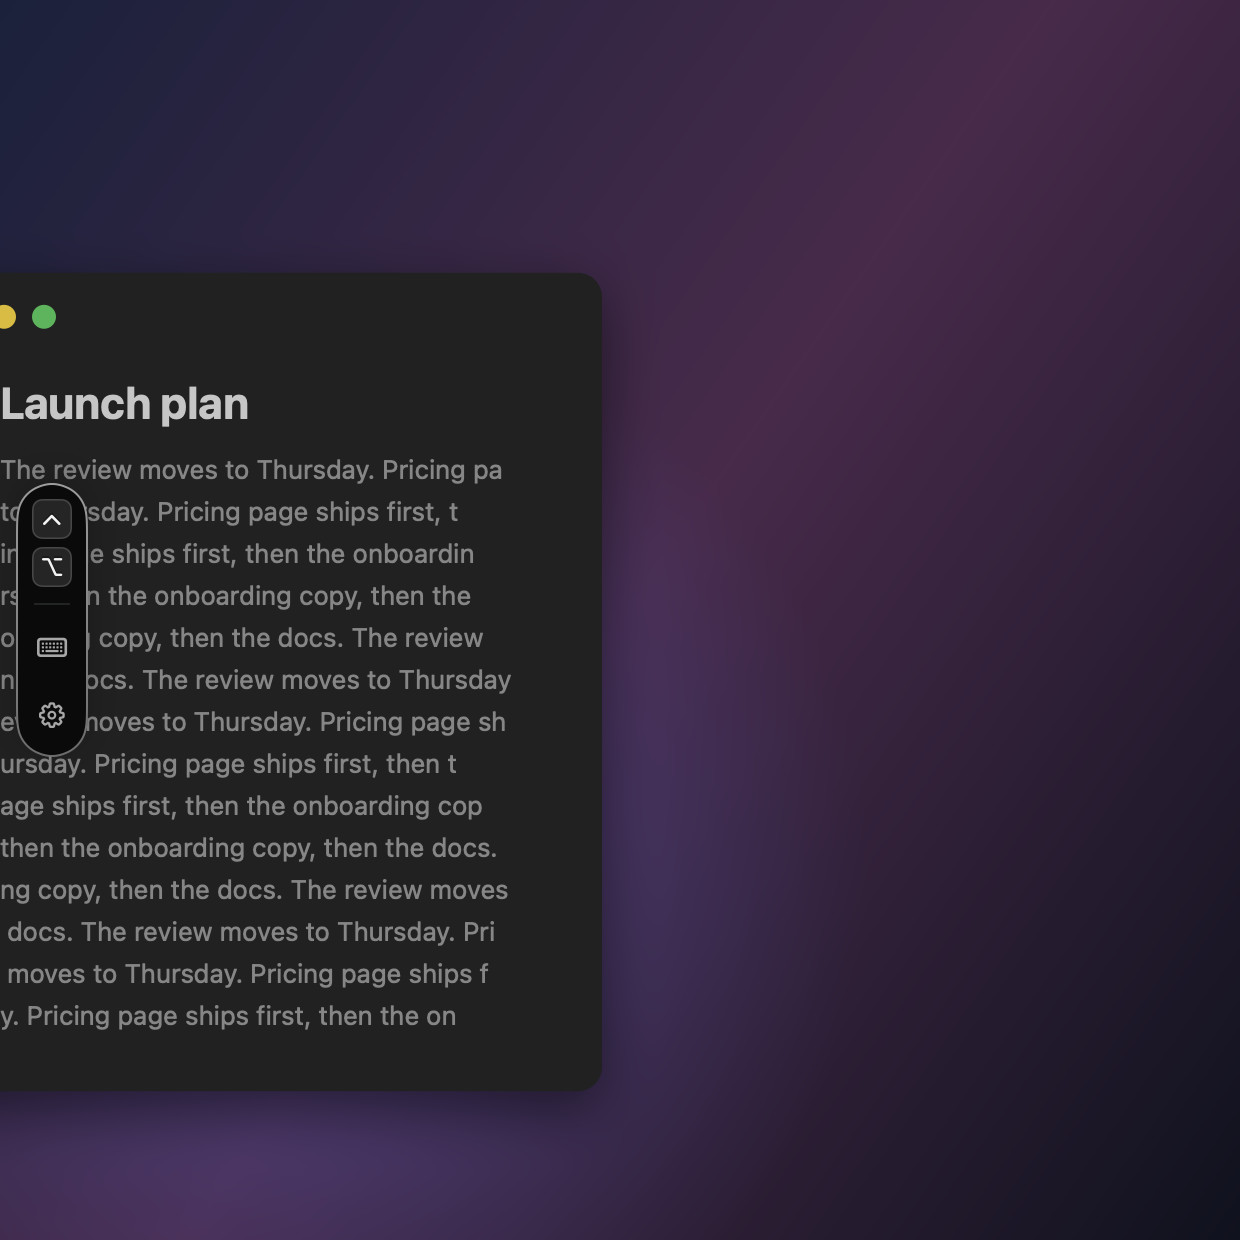 Launch plan
The review moves to Thursday. Pricing pa
sday. Pricing page ships first, t
e ships first, then the onboardin
n the onboarding copy, then the
copy, then the docs. The review
ocs. The review moves to Thursday
moves to Thursday. Pricing page sh
ursday. Pricing page ships first, then t
age ships first, then the onboarding cop
then the onboarding copy, then the docs.
ng copy, then the docs. The review moves
docs. The review moves to Thursday. Pri
moves to Thursday. Pricing page ships f
y. Pricing page ships first, then the on